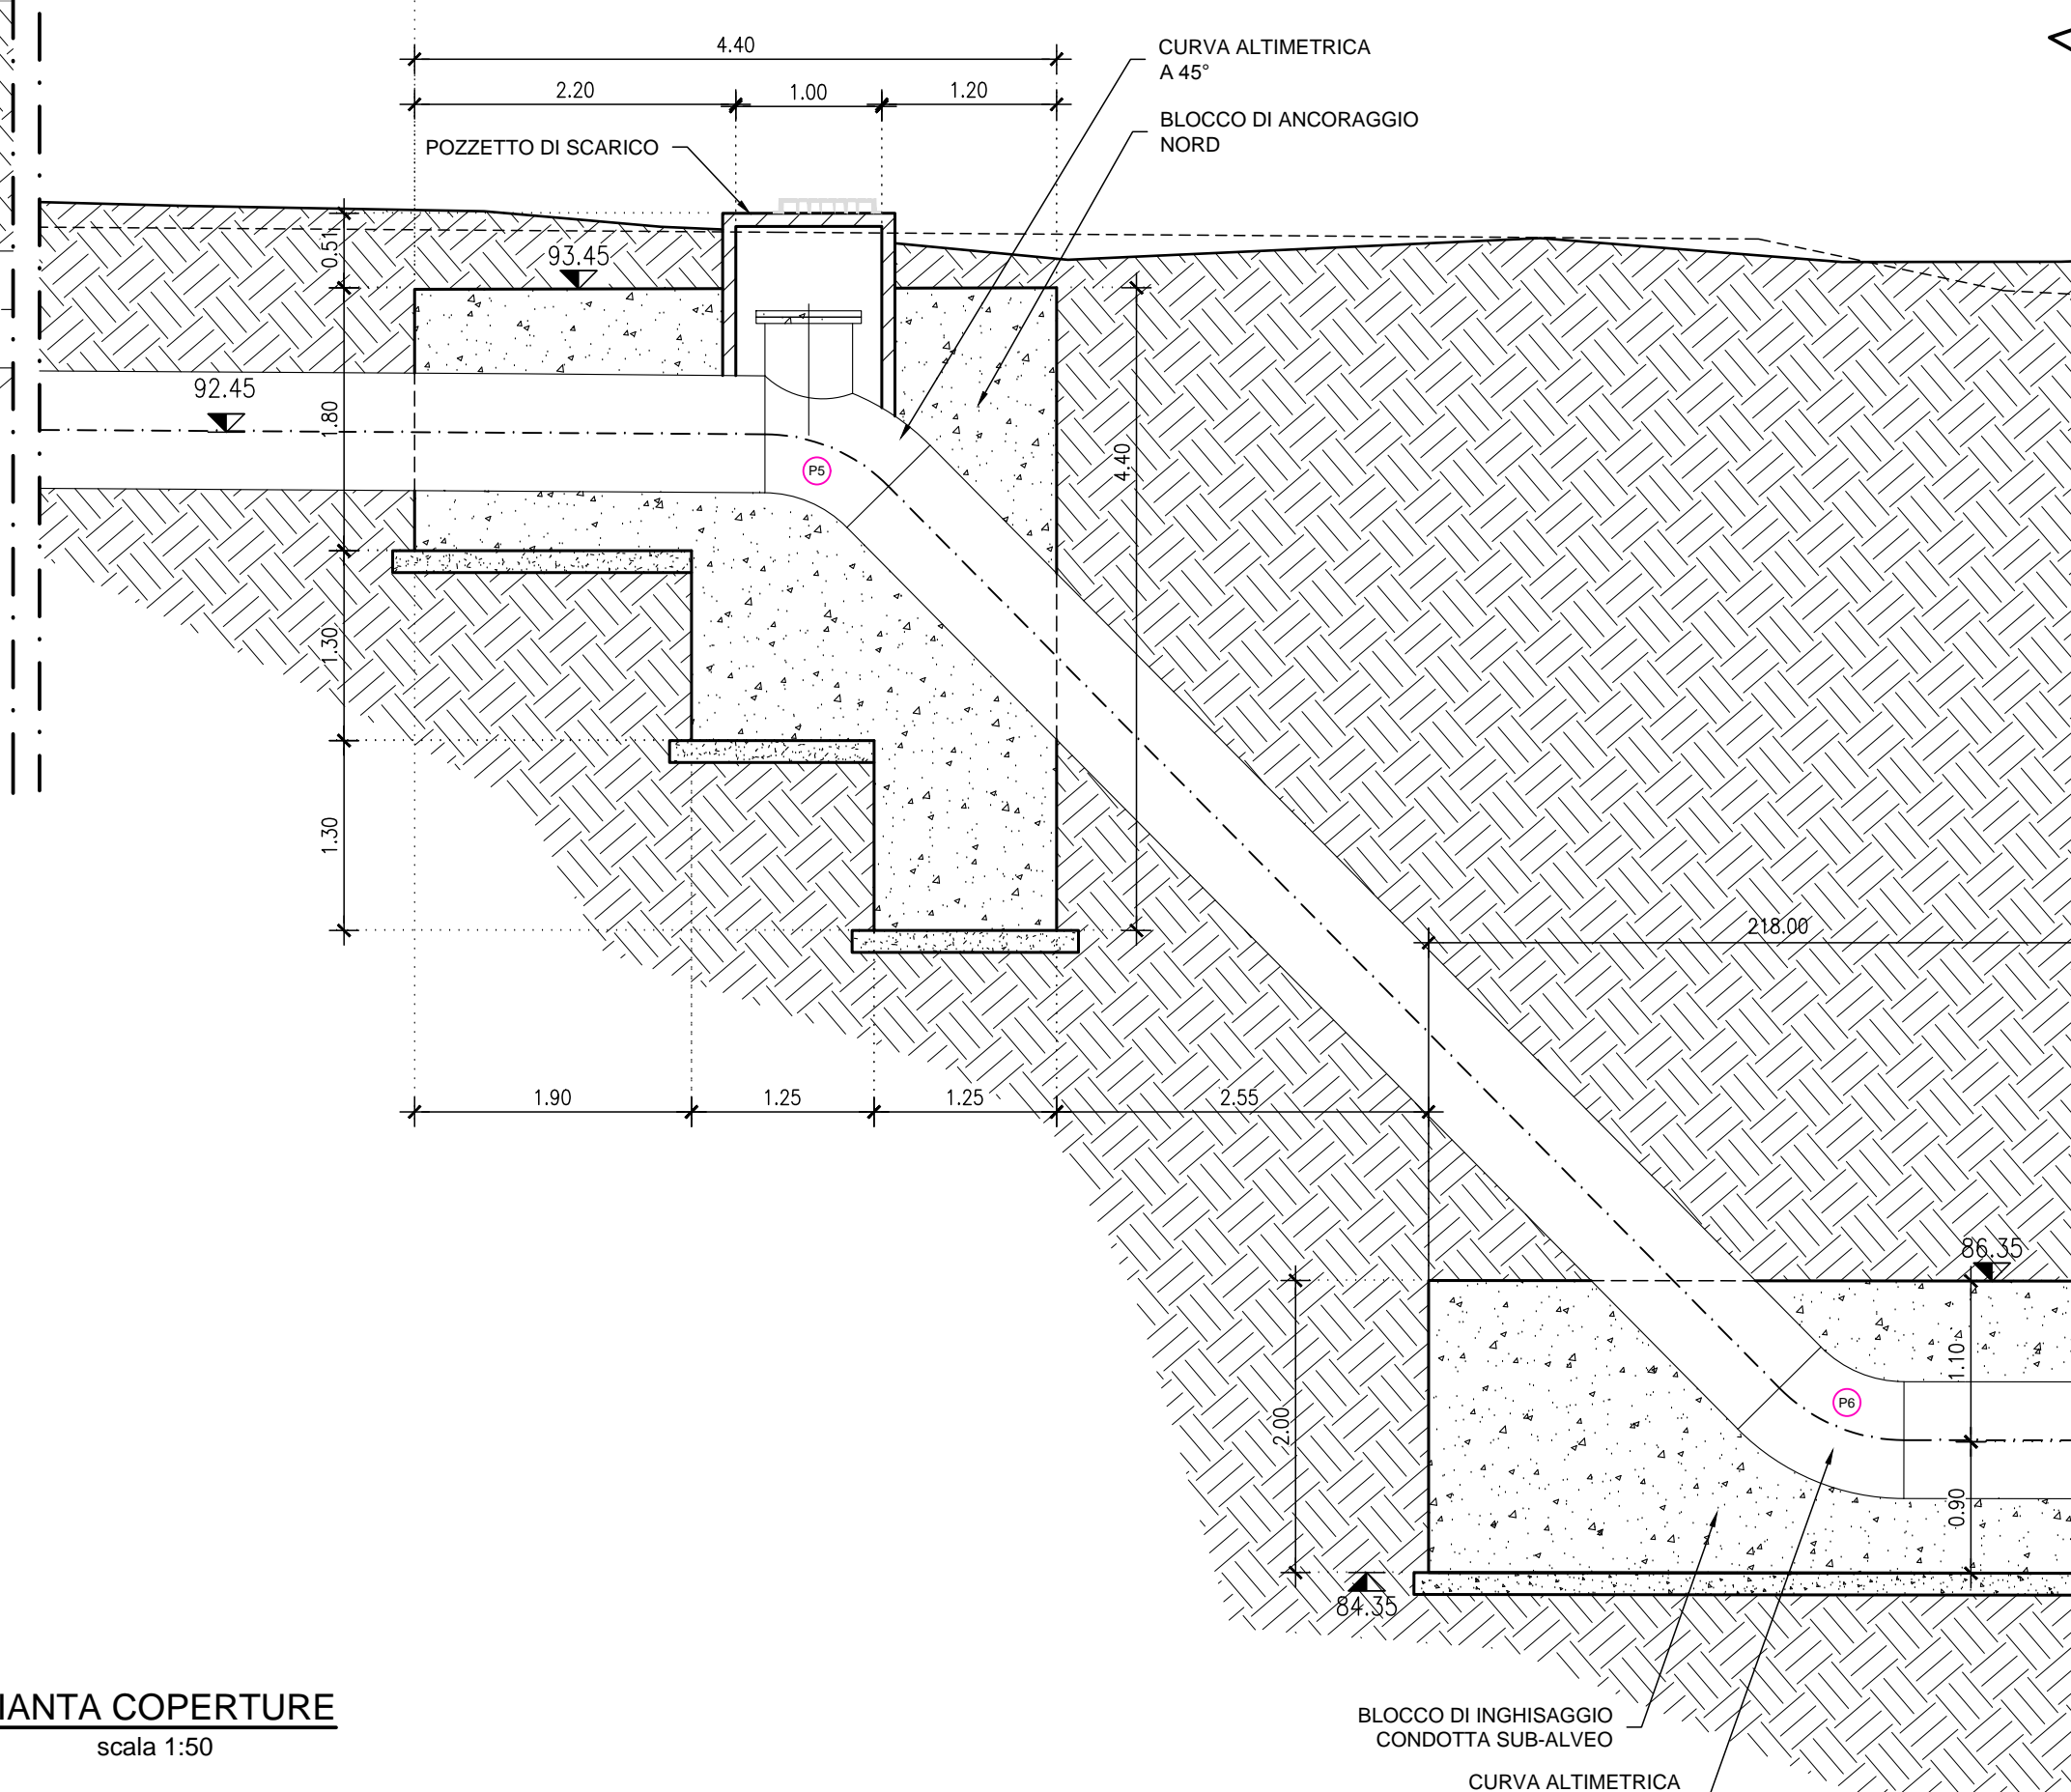 4.40
CURVA ALTIMETRICA
A 45°
2.20
1.00
1.20
BLOCCO DI ANCORAGGIO
NORD
POZZETTO DI SCARICO
0.51
93.45
92.45
1.80
4.40
P5
1.30
1.30
218.00
1.90
1.25
1.25
2.55
86.35
1.10
P6
2.00
0.90
84.35
IANTA COPERTURE
scala 1:50
BLOCCO DI INGHISAGGIO
CONDOTTA SUB-ALVEO
CURVA ALTIMETRICA